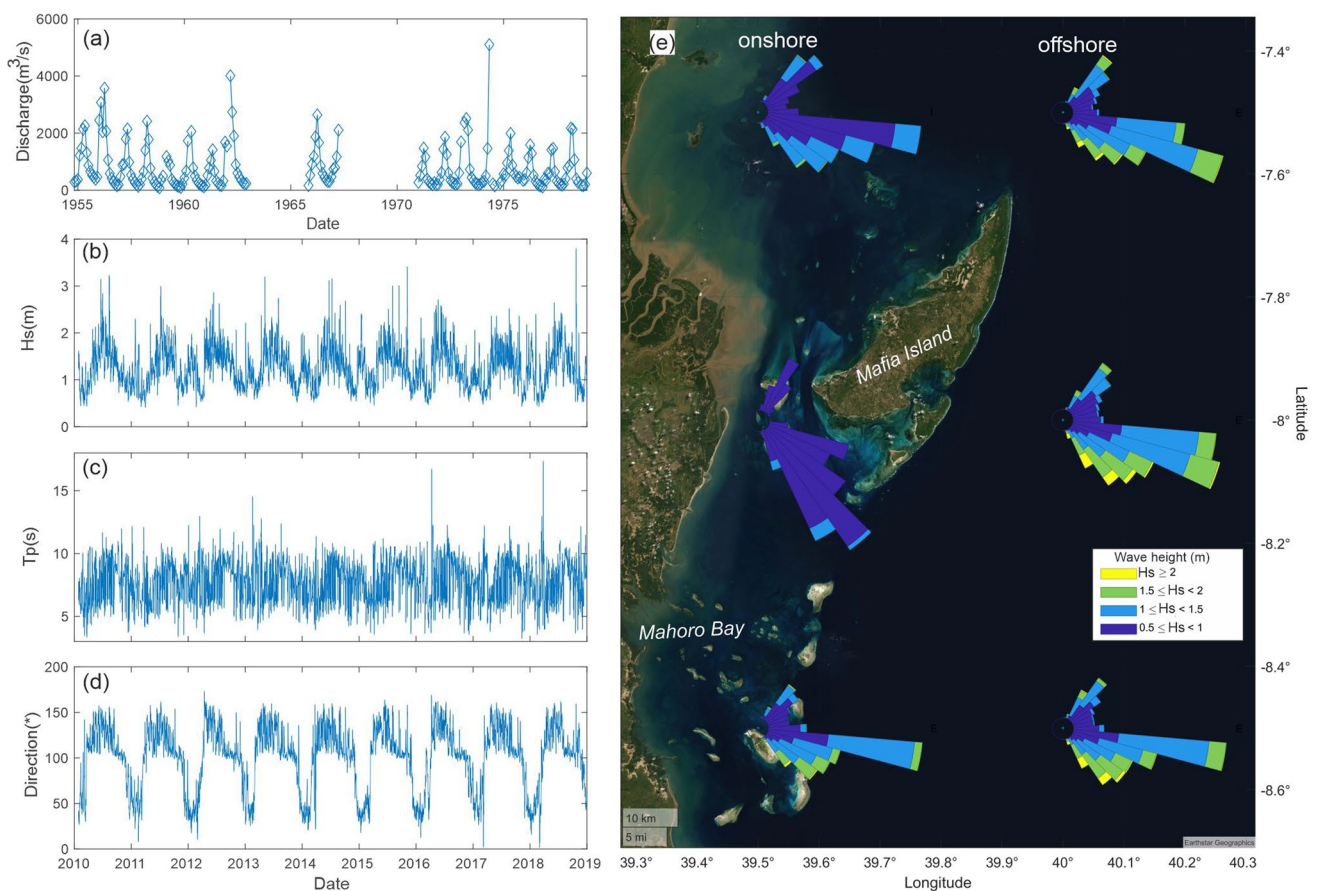 (a)
Discharge(m³/s)
6000
4000
2000
0
1955
1960
1965
1970
1975
Date
(b)
Hs(m)
4
3
2
1
0
(c)
Tp(s)
15
10
5
(d)
Direction(*)
200
150
100
50
0
2010
2011
2012
2013
2014
2015
2016
2017
2018
2019
Date
(e)
onshore
offshore
Mafia Island
Mahoro Bay
E
E
E
E
Wave height (m)
Hs ≥ 2
1.5 ≤ Hs < 2
1 ≤ Hs < 1.5
0.5 ≤ Hs < 1
10 km
5 mi
Earthstar Geographics
-7.4°
-7.6°
-7.8°
-8°
-8.2°
-8.4°
-8.6°
Latitude
39.3°
39.4°
39.5°
39.6°
39.7°
39.8°
39.9°
40°
40.1°
40.2°
40.3°
Longitude